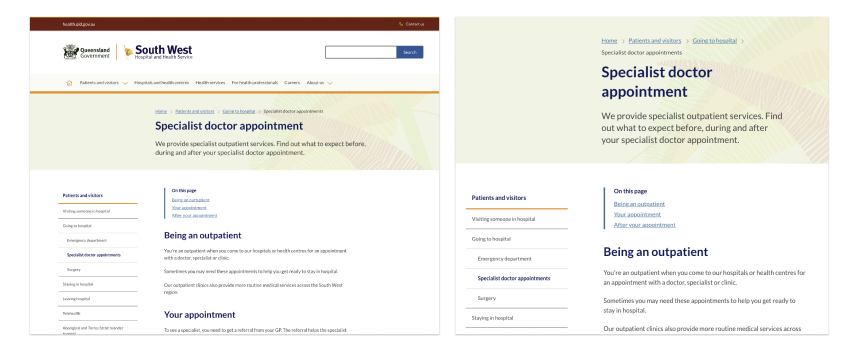 health.qld.gov.au
Contact us
Queensland
Government
South West
Hospital and Health Service
Search
Patients and visitors Hospitals and health centres Health services For health professionals Careers About us
Home > Patients and visitors > Going to hospital > Specialist doctor appointments
Specialist doctor appointment
We provide specialist outpatient services. Find out what to expect before,
during and after your specialist doctor appointment.
Patients and visitors
Visiting someone in hospital
Going to hospital
Emergency department
Specialist doctor appointments
Surgery
Staying in hospital
Leaving hospital
Telehealth
Aboriginal and Torres Strait Islander
support
On this page
Being an outpatient
Your appointment
After your appointment
Being an outpatient
You're an outpatient when you come to our hospitals or health centres for an appointment
with a doctor, specialist or clinic.
Sometimes you may need these appointments to help you get ready to stay in hospital.
Our outpatient clinics also provide more routine medical services across the South West
region.
Your appointment
To see a specialist, you need to get a referral from your GP. The referral helps the specialist
Home > Patients and visitors > Going to hospital >
Specialist doctor appointments
Specialist doctor
appointment
We provide specialist outpatient services. Find
out what to expect before, during and after
your specialist doctor appointment.
Patients and visitors
Visiting someone in hospital
Going to hospital
Emergency department
Specialist doctor appointments
Surgery
Staying in hospital
On this page
Being an outpatient
Your appointment
After your appointment
Being an outpatient
You're an outpatient when you come to our hospitals or health centres for
an appointment with a doctor, specialist or clinic.
Sometimes you may need these appointments to help you get ready to
stay in hospital.
Our outpatient clinics also provide more routine medical services across